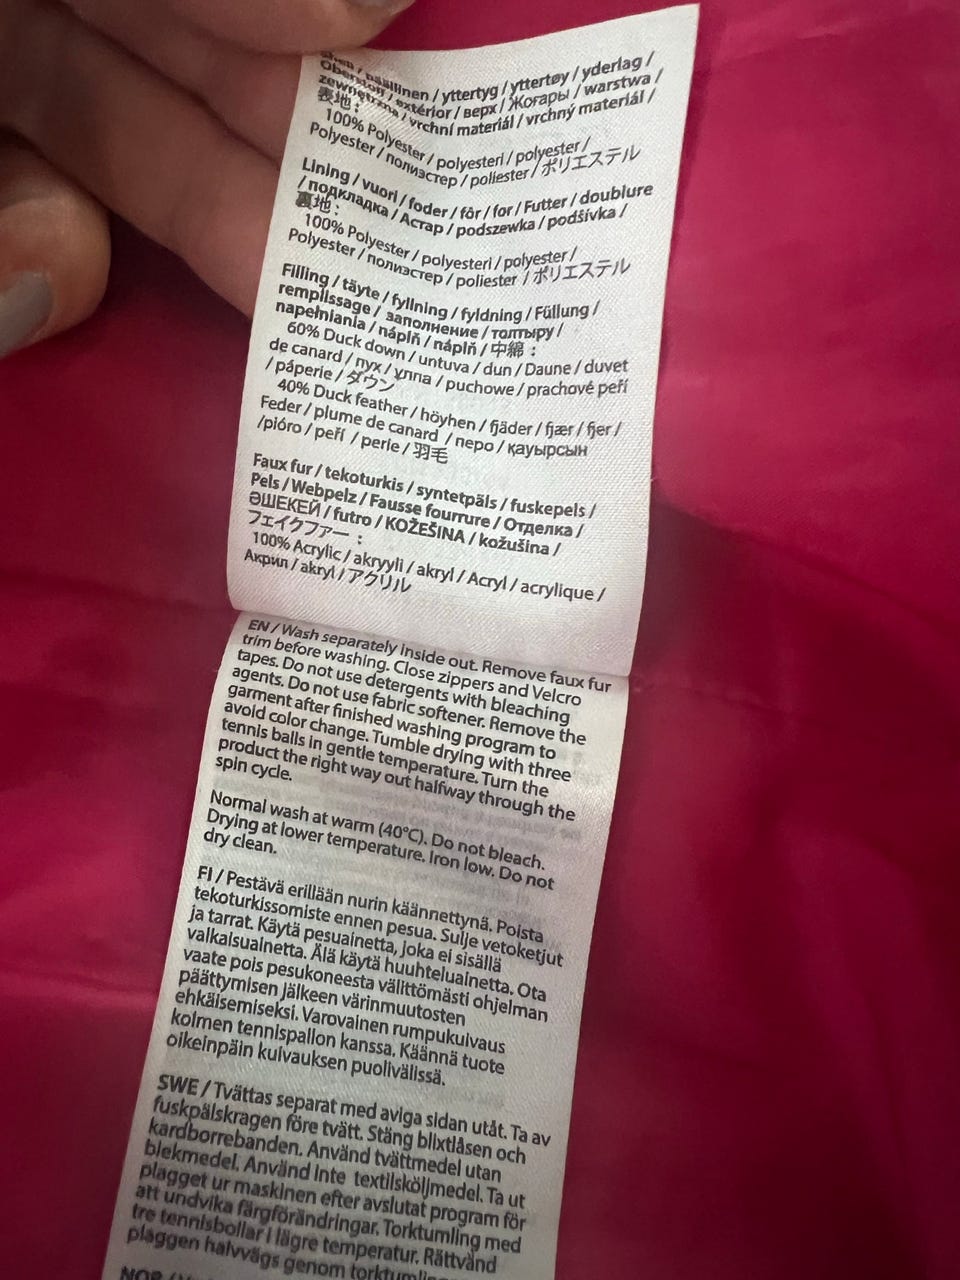 Shell / päällinen / yttertyg / yttertøy / yderlag /
Oberstoff / extérior / верх / Жоғары / warstwa /
zewnętrzna / vrchní materiál / vrchný materiál /
表地：
100% Polyester / polyesteri / polyester /
Polyester / полиэстер / poliester / ポリエステル
Lining / vuori / foder / fôr / for / Futter / doublure
/ подкладка / Астар / podszewka / podšívka /
裏地：
100% Polyester / polyesteri / polyester /
Polyester / полиэстер / poliester / ポリエステル
Filling / täyte / fyllning / fyldning / Füllung /
remplissage / заполнение / толтыру /
napełniania / náplň / náplň / 中綿：
60% Duck down / untuva / dun / Daune / duvet
de canard / пух / ұлпа / puchowe / prachové peří
/ páperie / ダウン
40% Duck feather / höyhen / fjäder / fjær / fjer /
Feder / plume de canard / перо / қауырсын
/pióro / peří / perie / 羽毛
Faux fur / tekoturkis / syntetpäls / fuskepels /
Pels / Webpelz / Fausse fourrure / Отделка /
ӘШЕКЕЙ / futro / KOŽEŠINA / kožušina /
フェイクファー：
100% Acrylic / akryyli / akryl / Acryl / acrylique /
Акрил / akryl / アクリル
EN / Wash separately inside out. Remove faux fur
trim before washing. Close zippers and Velcro
tapes. Do not use detergents with bleaching
agents. Do not use fabric softener. Remove the
garment after finished washing program to
avoid color change. Tumble drying with three
tennis balls in gentle temperature. Turn the
product the right way out halfway through the
spin cycle.
Normal wash at warm (40°C). Do not bleach.
Drying at lower temperature. Iron low. Do not
dry clean.
FI / Pestävä erillään nurin käännettynä. Poista
tekoturkissomiste ennen pesua. Sulje vetoketjut
ja tarrat. Käytä pesuainetta, joka ei sisällä
valkaisuainetta. Älä käytä huuhteluainetta. Ota
vaate pois pesukoneesta välittömästi ohjelman
päättymisen jälkeen värinmuutosten
ehkäisemiseksi. Varovainen rumpukuivaus
kolmen tennispallon kanssa. Käännä tuote
oikeinpäin kuivauksen puolivälissä.
SWE / Tvättas separat med aviga sidan utåt. Ta av
fuskpälskragen före tvätt. Stäng blixtlåsen och
kardborrebanden. Använd tvättmedel utan
blekmedel. Använd inte textilsköljmedel. Ta ut
plagget ur maskinen efter avslutat program för
att undvika färgförändringar. Torktumling med
tre tennisbollar i lägre temperatur. Rättvänd
plaggen halvvägs genom
NOR /